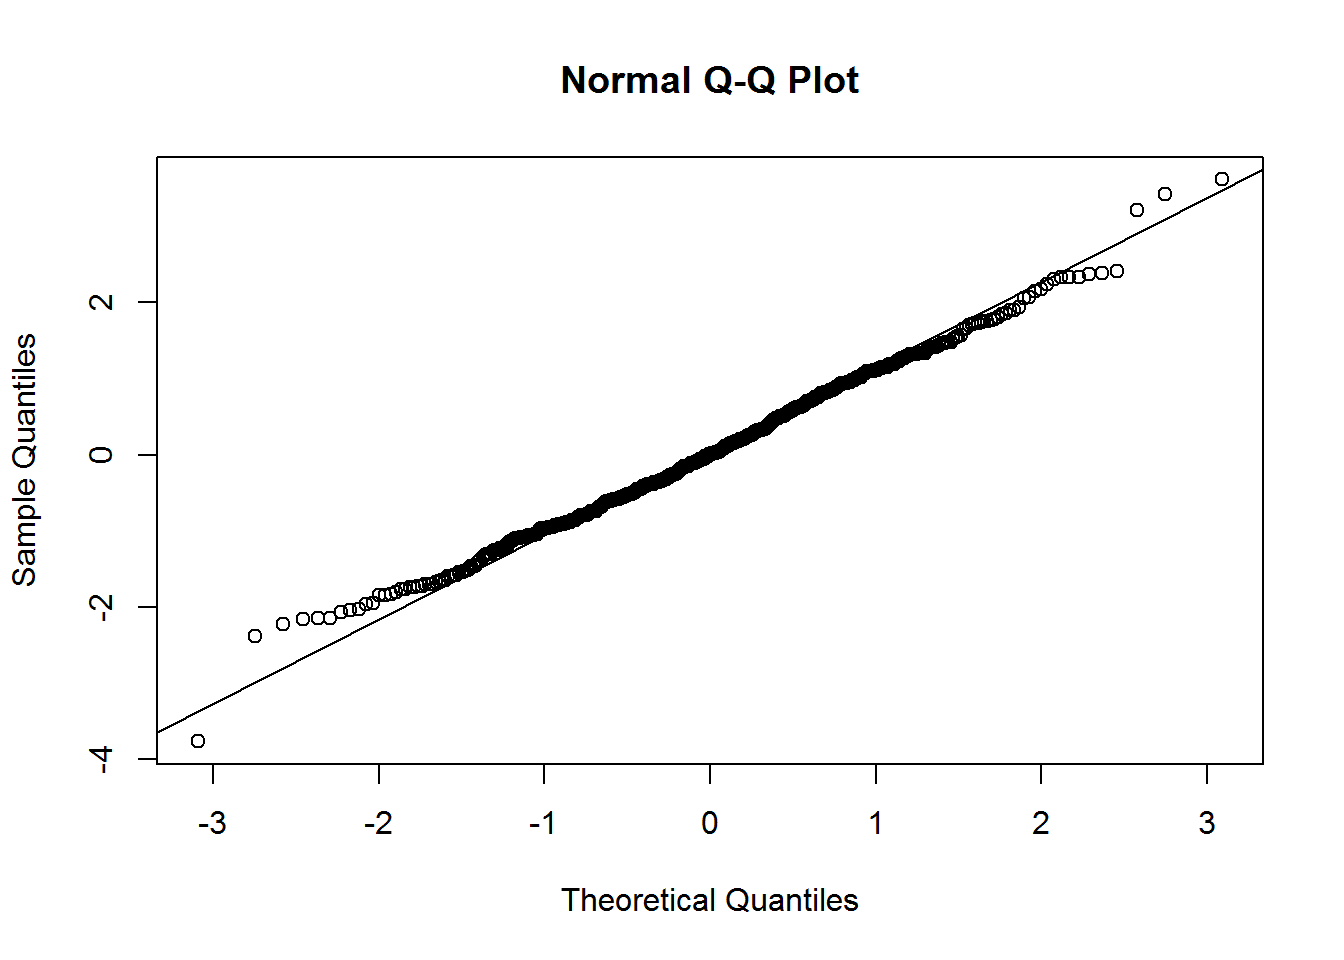 Normal Q-Q Plot
Sample Quantiles
2
0
-2
-4
-3 -2 -1 0 1 2 3
Theoretical Quantiles